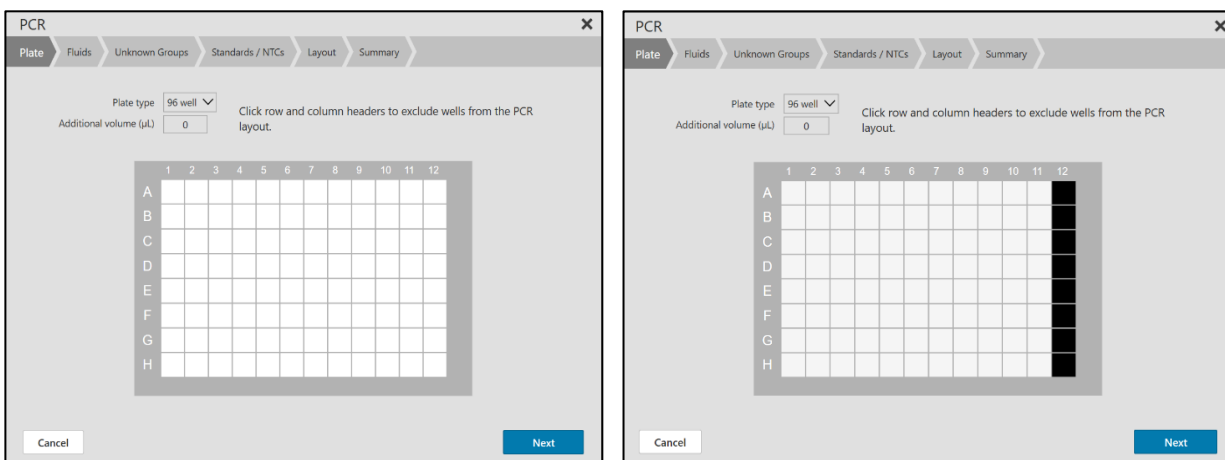 PCR
Plate Fluids Unknown Groups Standards / NTCs Layout Summary
Plate type 96 well
Additional volume (µL) 0
Click row and column headers to exclude wells from the PCR
layout.
1 2 3 4 5 6 7 8 9 10 11 12
A
B
C
D
E
F
G
H
Cancel Next
PCR
Plate Fluids Unknown Groups Standards / NTCs Layout Summary
Plate type 96 well
Additional volume (µL) 0
Click row and column headers to exclude wells from the PCR
layout.
1 2 3 4 5 6 7 8 9 10 11 12
A
B
C
D
E
F
G
H
Cancel Next